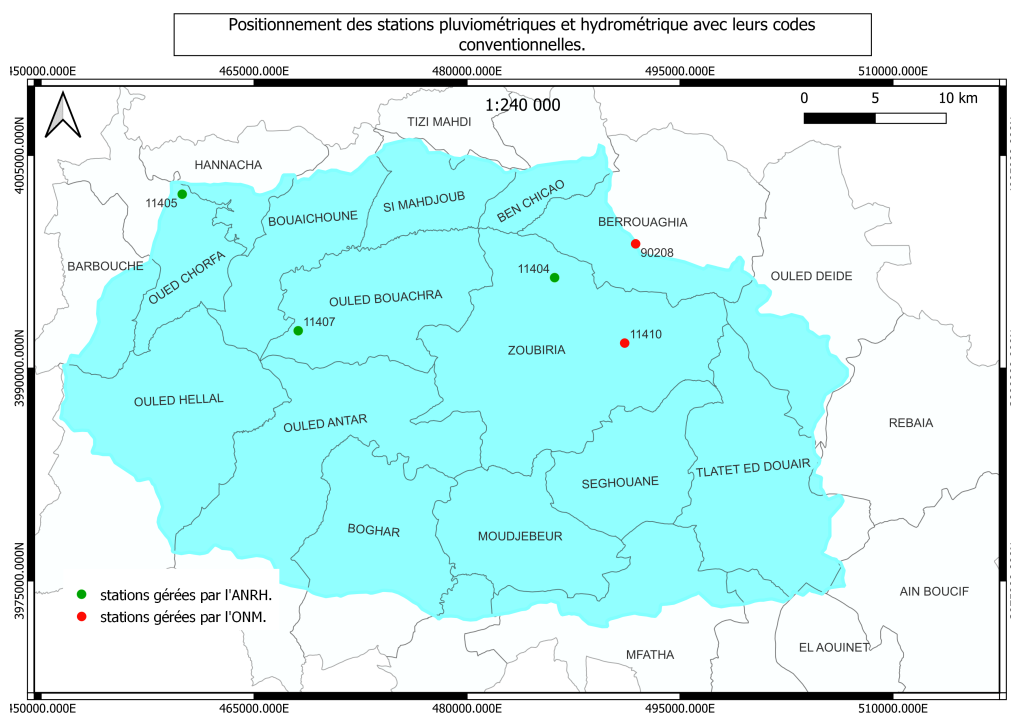 Positionnement des stations pluviométriques et hydrométrique avec leurs codes
conventionnelles.
450000.000E 465000.000E 480000.000E 495000.000E 510000.000E
1:240 000
0 5 10 km
TIZI MAHDI
4005000.000N
HANNACHA
11405
SI MAHDJOUB
BEN CHICAO
BOUAICHOUNE
BERROUAGHIA
90208
BARBOUCHE
OUED CHORFA
11404
OULED DEIDE
OULED BOUACHRA
11407
11410
ZOUBIRIA
3990000.000N
OULED HELLAL
OULED ANTAR
REBAIA
TLATET ED DOUAIR
SEGHOUANE
BOGHAR
MOUDJEBEUR
3975000.000N
stations gérées par l'ANRH.
stations gérées par l'ONM.
AIN BOUCIF
EL AOUINET
MFATHA
450000.000E 465000.000E 480000.000E 495000.000E 510000.000E